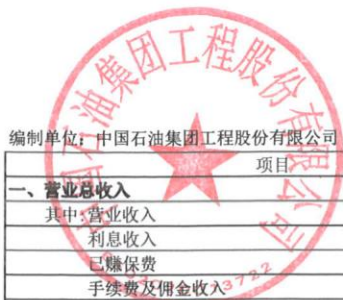 中国石油集团工程股份有限公司
编制单位：中国石油集团工程股份有限公司
项目
一、营业总收入
其中:营业收入
利息收入
已赚保费
手续费及佣金收入